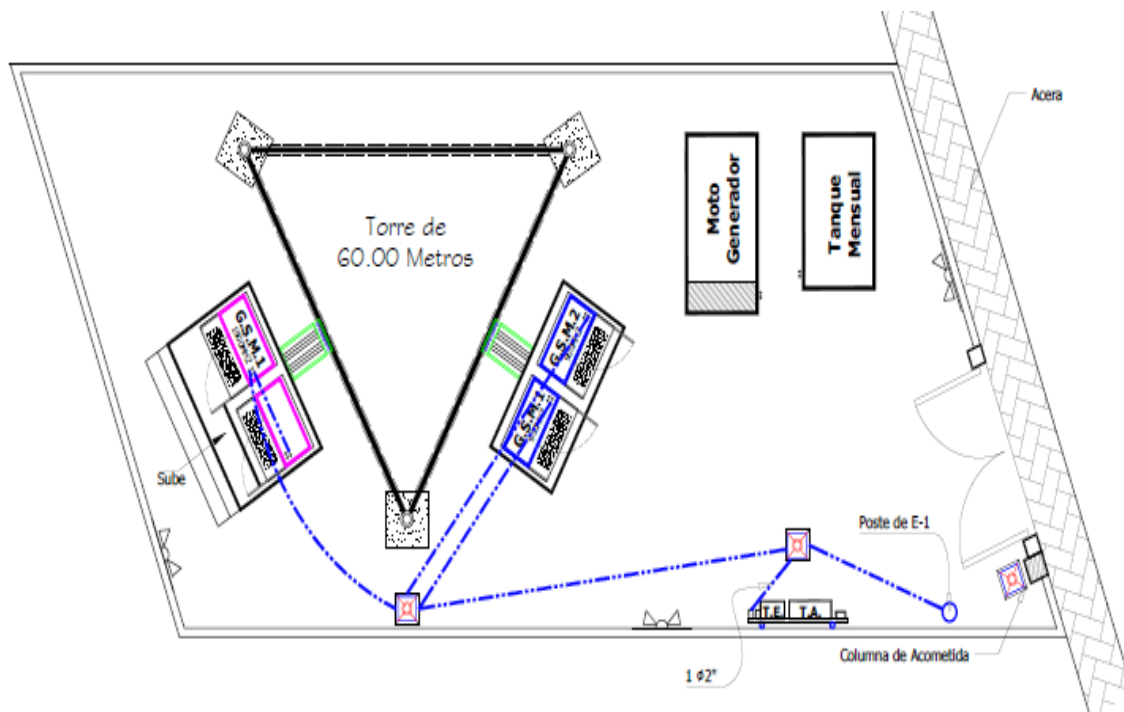 Acera
Torre de
60.00 Metros
Moto
Generador
Tanque
Mensual
G.S.M.1
G.S.M.2
G.S.M.1
Sube
Poste de E-1
T.E.
T.A.
Columna de Acometida
1 ø2"